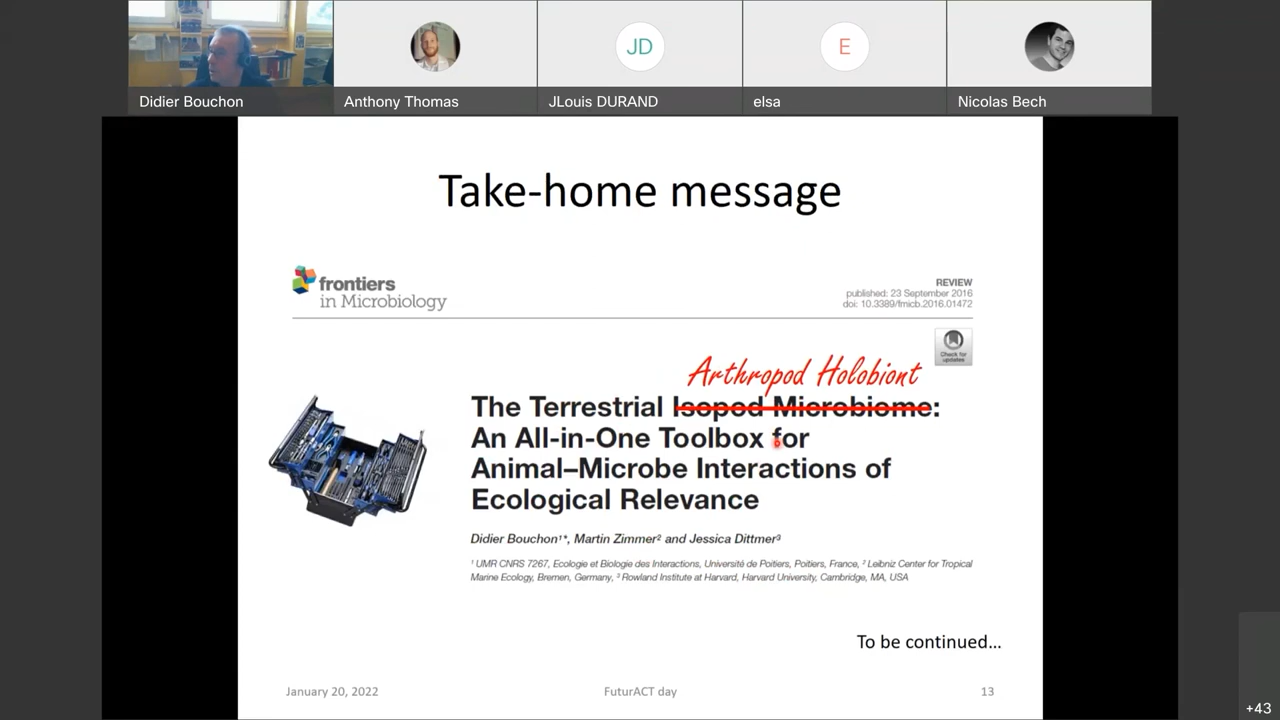 JD
E
Didier Bouchon
Anthony Thomas
JLouis DURAND
elsa
Nicolas Bech
Take-home message
frontiers
in Microbiology
REVIEW
published: 23 September 2016
doi: 10.3389/fmicb.2016.01472
Check for
updates
Arthropod Holobiont
The Terrestrial Isopod Microbiome:
An All-in-One Toolbox for
Animal–Microbe Interactions of
Ecological Relevance
Didier Bouchon¹*, Martin Zimmer² and Jessica Dittmer³
¹ UMR CNRS 7267, Ecologie et Biologie des Interactions, Université de Poitiers, Poitiers, France, ² Leibniz Center for Tropical
Marine Ecology, Bremen, Germany, ³ Rowland Institute at Harvard, Harvard University, Cambridge, MA, USA
To be continued…
January 20, 2022
FuturACT day
13
+43